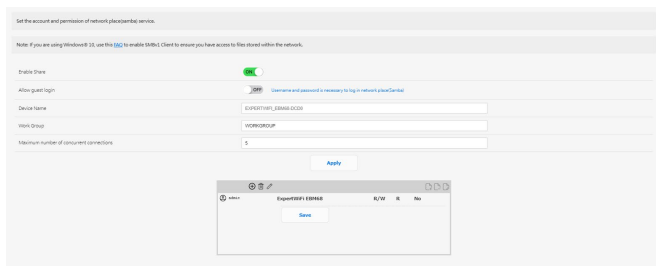 Set the account and permission of network place(samba) service.
Note: If you are using Windows® 10, use this FAQ to enable SMBv1 Client to ensure you have access to files stored within the network.
Enable Share ON
Allow guest login OFF Username and password is necessary to log in network place(Samba)
Device Name EXPERTWIFI_EBM68-DCD0
Work Group WORKGROUP
Maximum number of concurrent connections 5
Apply
ExpertWiFi EBM68 R/W R No
Save